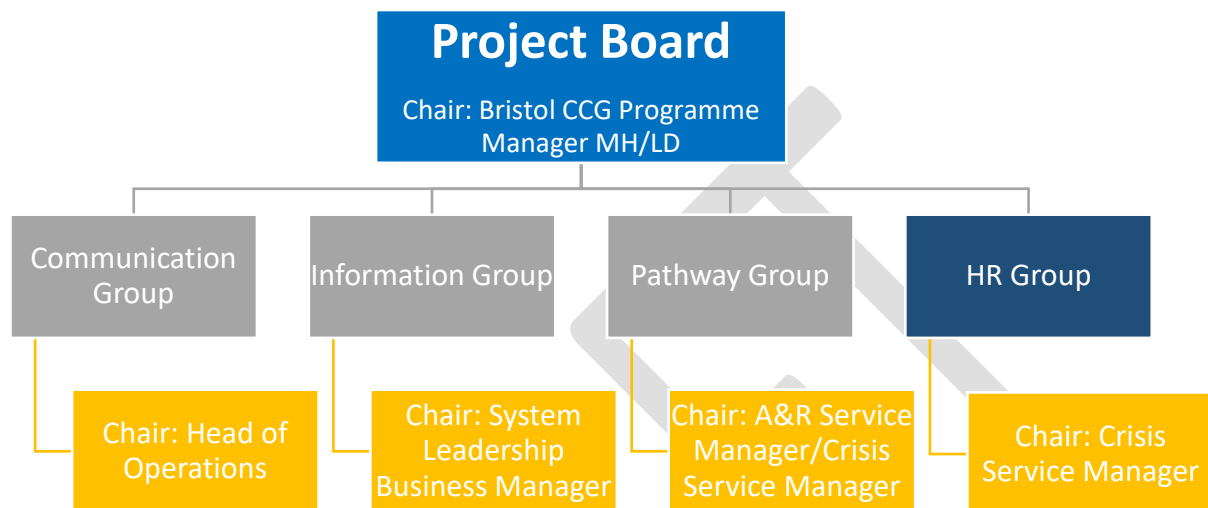 Project Board
Chair: Bristol CCG Programme
Manager MH/LD
Communication
Group
Information Group
Pathway Group
HR Group
Chair: Head of
Operations
Chair: System
Leadership
Business Manager
Chair: A&R Service
Manager/Crisis
Service Manager
Chair: Crisis
Service Manager